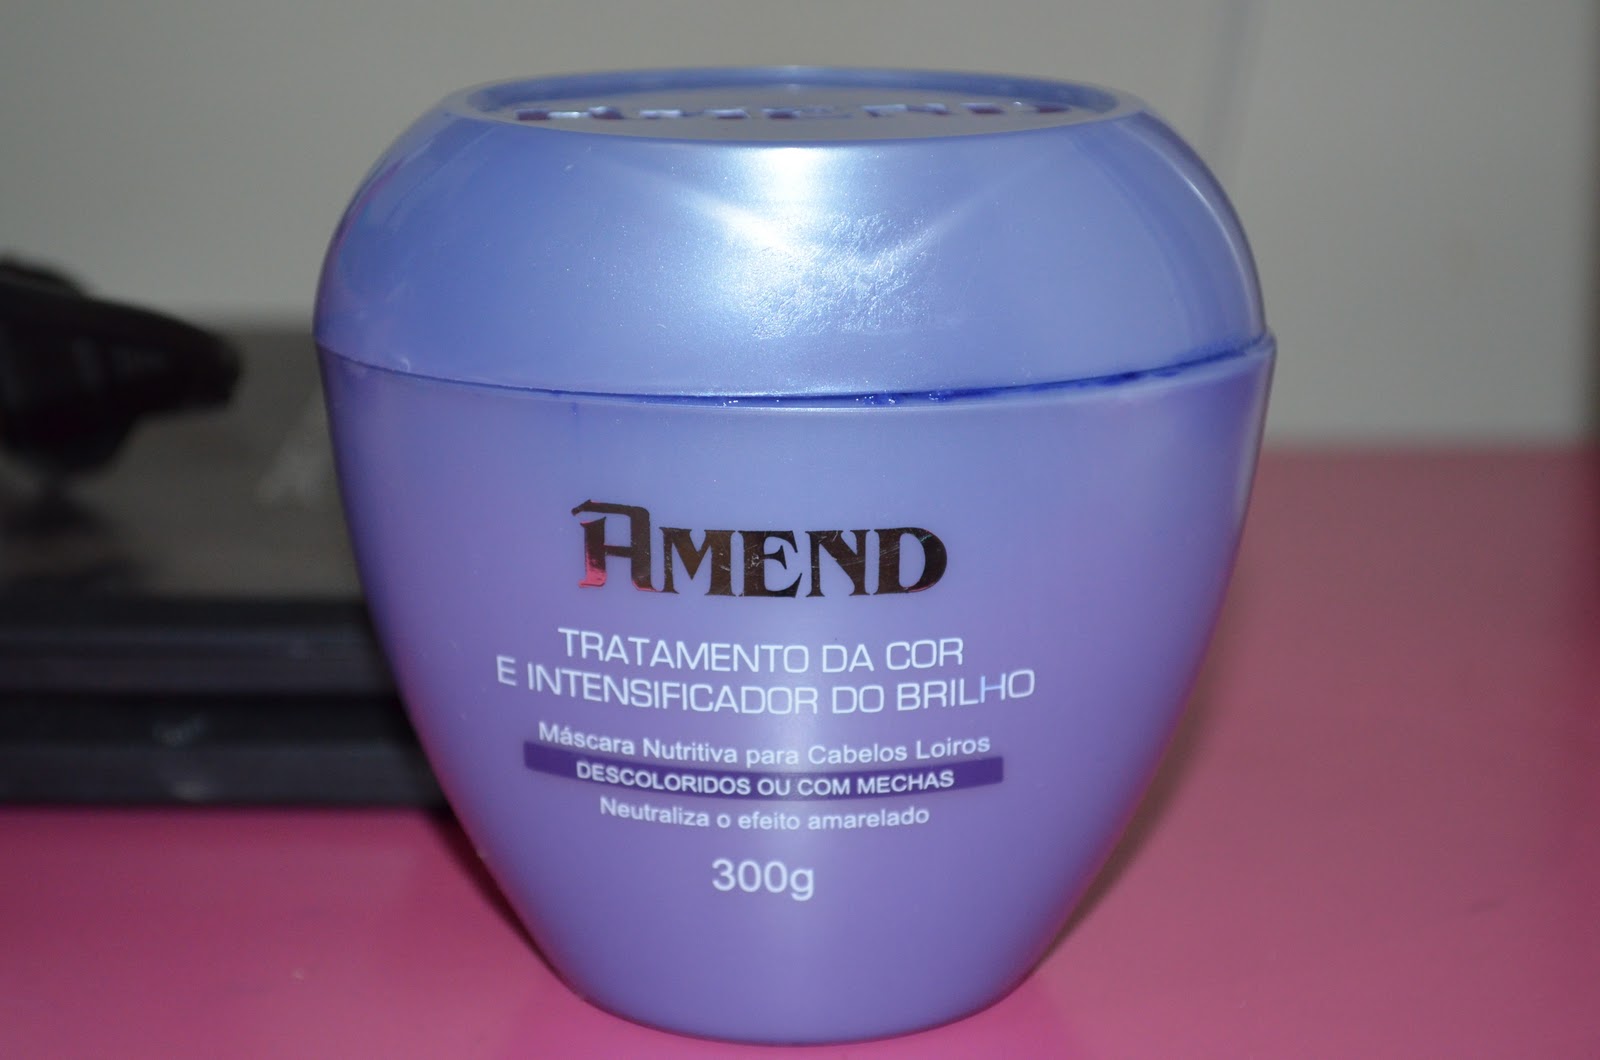 AMEND
AMEND
TRATAMENTO DA COR
E INTENSIFICADOR DO BRILHO
Máscara Nutritiva para Cabelos Loiros
DESCOLORIDOS OU COM MECHAS
Neutraliza o efeito amarelado
300g